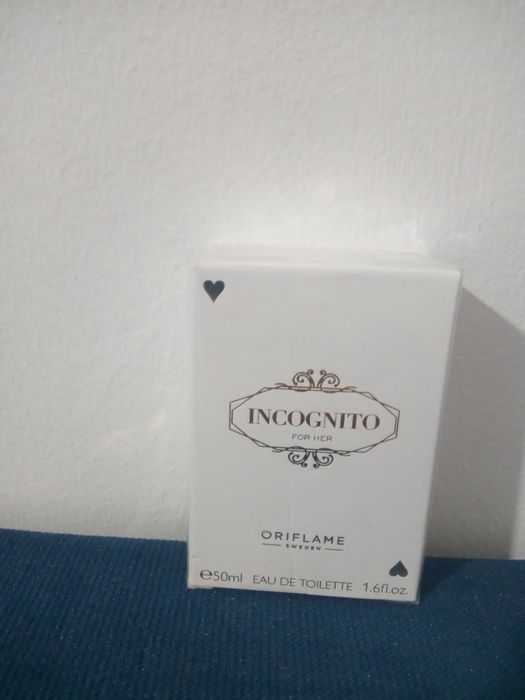 INCOGNITO
FOR HER
ORIFLAME
SWEDEN
℮50ml EAU DE TOILETTE 1.6fl.oz.